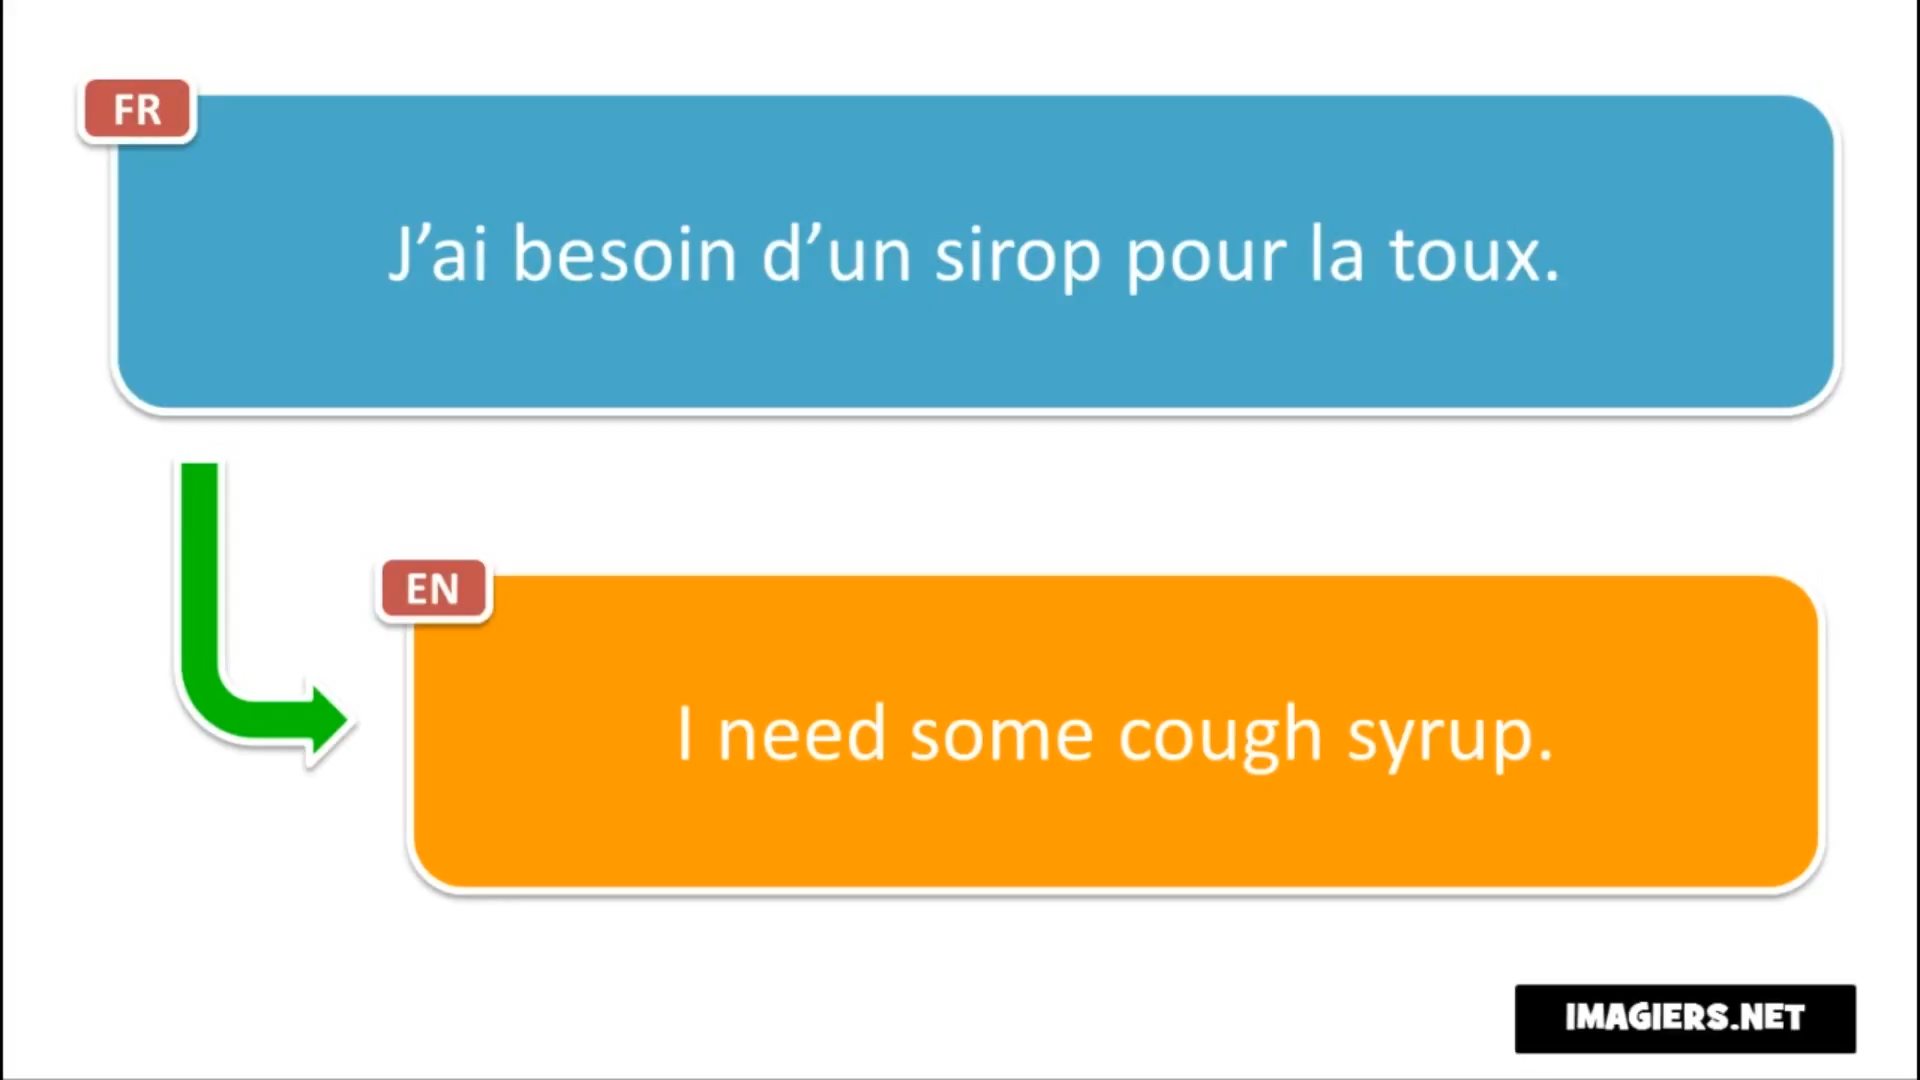 FR
J’ai besoin d’un sirop pour la toux.
EN
I need some cough syrup.
IMAGIERS.NET